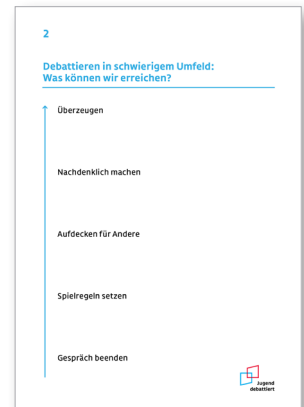 2
Debattieren in schwierigem Umfeld:
Was können wir erreichen?
Überzeugen
Nachdenklich machen
Aufdecken für Andere
Spielregeln setzen
Gespräch beenden
Jugend
debattiert